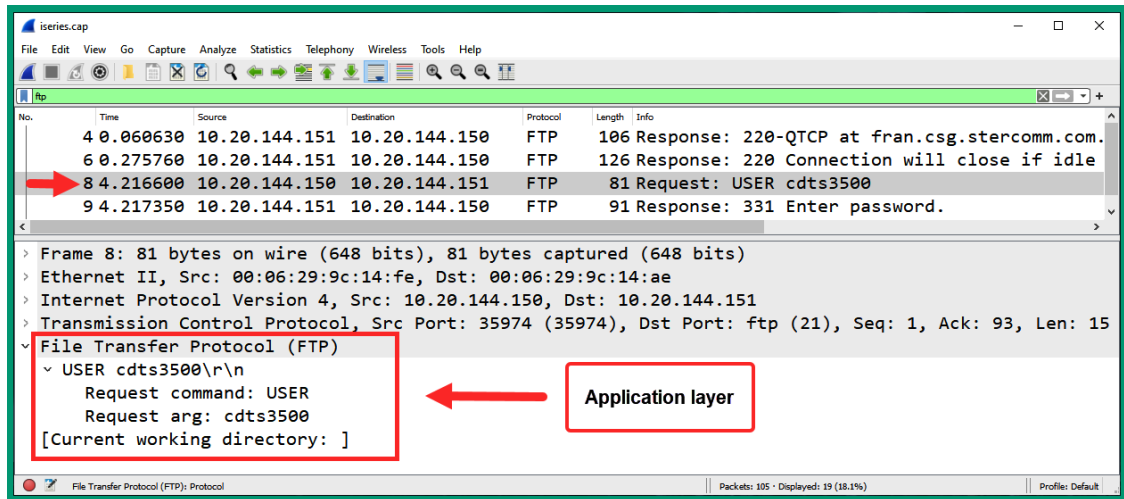 iseries.cap
File Edit View Go Capture Analyze Statistics Telephony Wireless Tools Help
ftp
No. Time Source Destination Protocol Length Info
4 0.060630 10.20.144.151 10.20.144.150 FTP 106 Response: 220-QTCP at fran.csg.stercomm.com.
6 0.275760 10.20.144.151 10.20.144.150 FTP 126 Response: 220 Connection will close if idle
8 4.216600 10.20.144.150 10.20.144.151 FTP 81 Request: USER cdts3500
9 4.217350 10.20.144.151 10.20.144.150 FTP 91 Response: 331 Enter password.
Frame 8: 81 bytes on wire (648 bits), 81 bytes captured (648 bits)
Ethernet II, Src: 00:06:29:9c:14:fe, Dst: 00:06:29:9c:14:ae
Internet Protocol Version 4, Src: 10.20.144.150, Dst: 10.20.144.151
Transmission Control Protocol, Src Port: 35974 (35974), Dst Port: ftp (21), Seq: 1, Ack: 93, Len: 15
File Transfer Protocol (FTP)
USER cdts3500\r\n
Request command: USER
Request arg: cdts3500
[Current working directory: ]
Application layer
File Transfer Protocol (FTP): Protocol
Packets: 105 · Displayed: 19 (18.1%)
Profile: Default